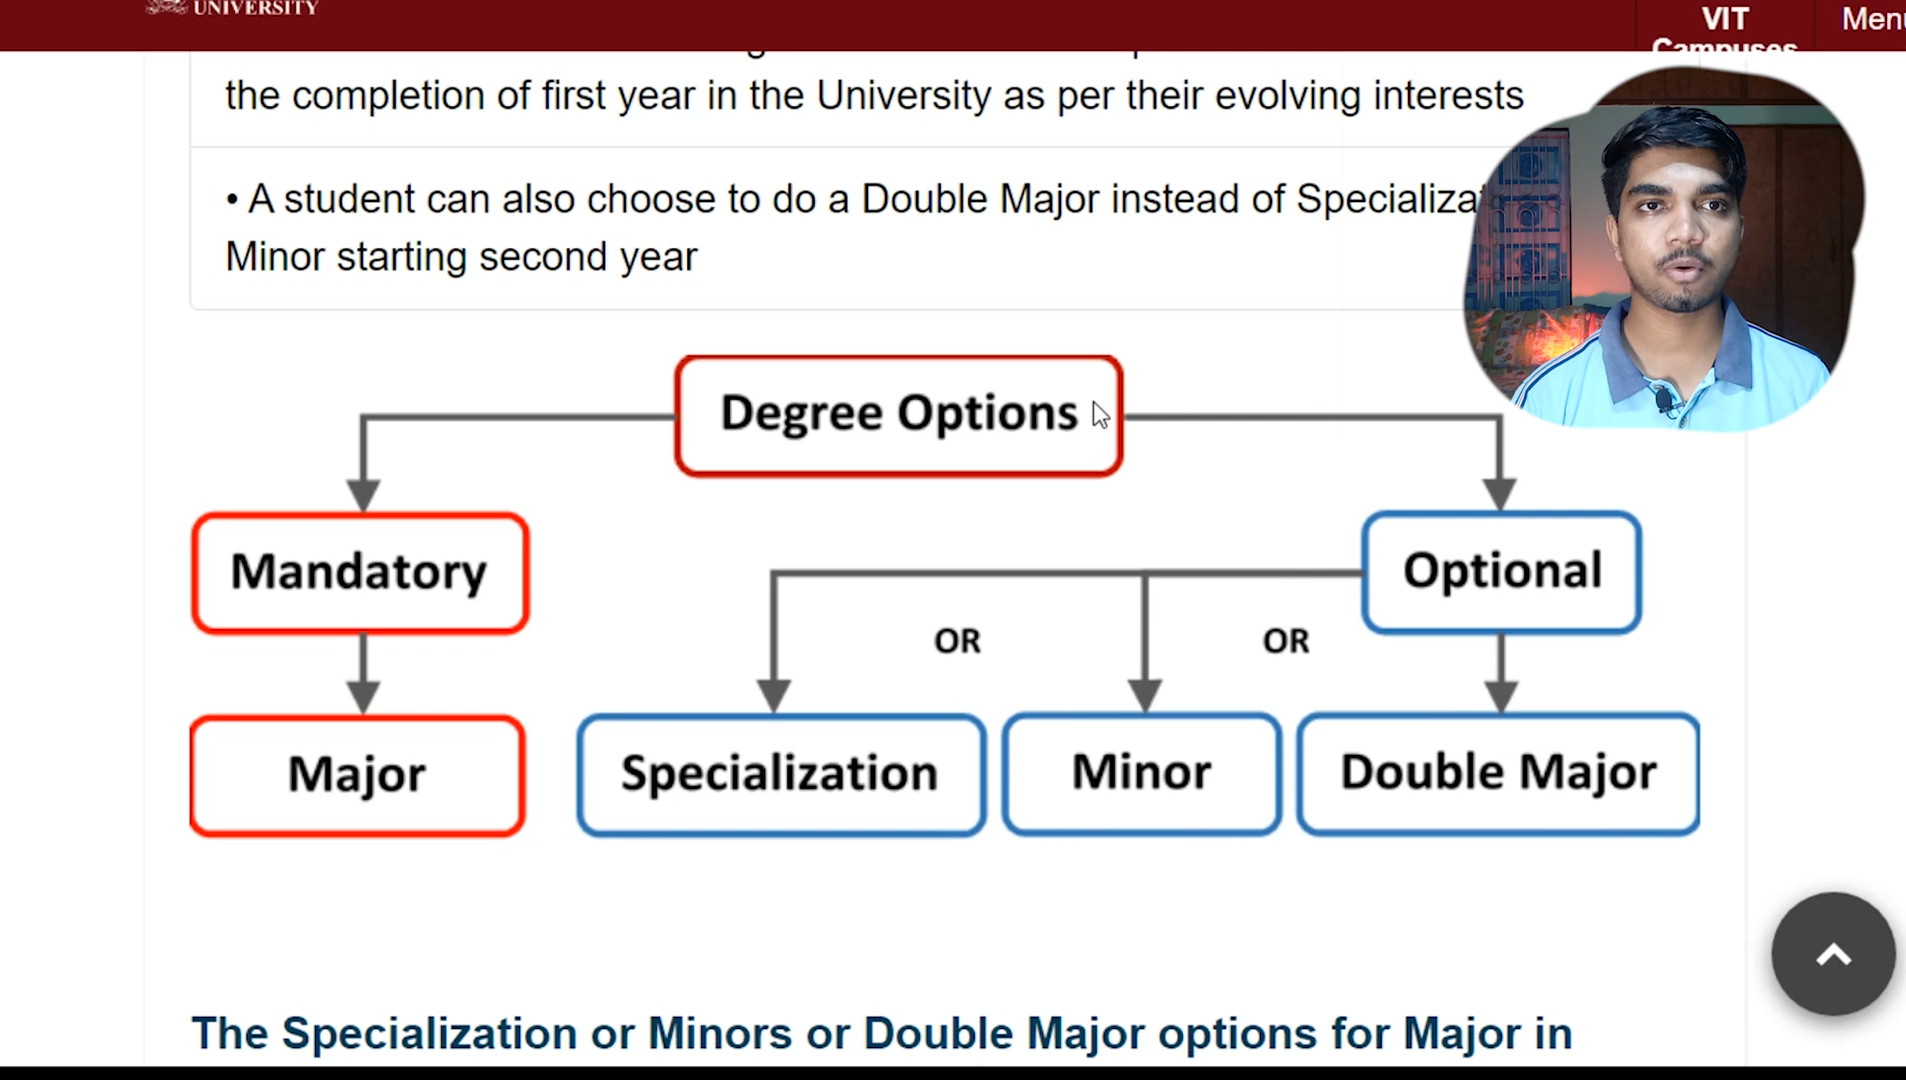 UNIVERSITY
VIT
Campuses
the completion of first year in the University as per their evolving interests
• A student can also choose to do a Double Major instead of
Minor starting second year
Degree Options
Mandatory
Optional
OR
OR
Major
Specialization
Minor
Double Major
The Specialization or Minors or Double Major options for Major in